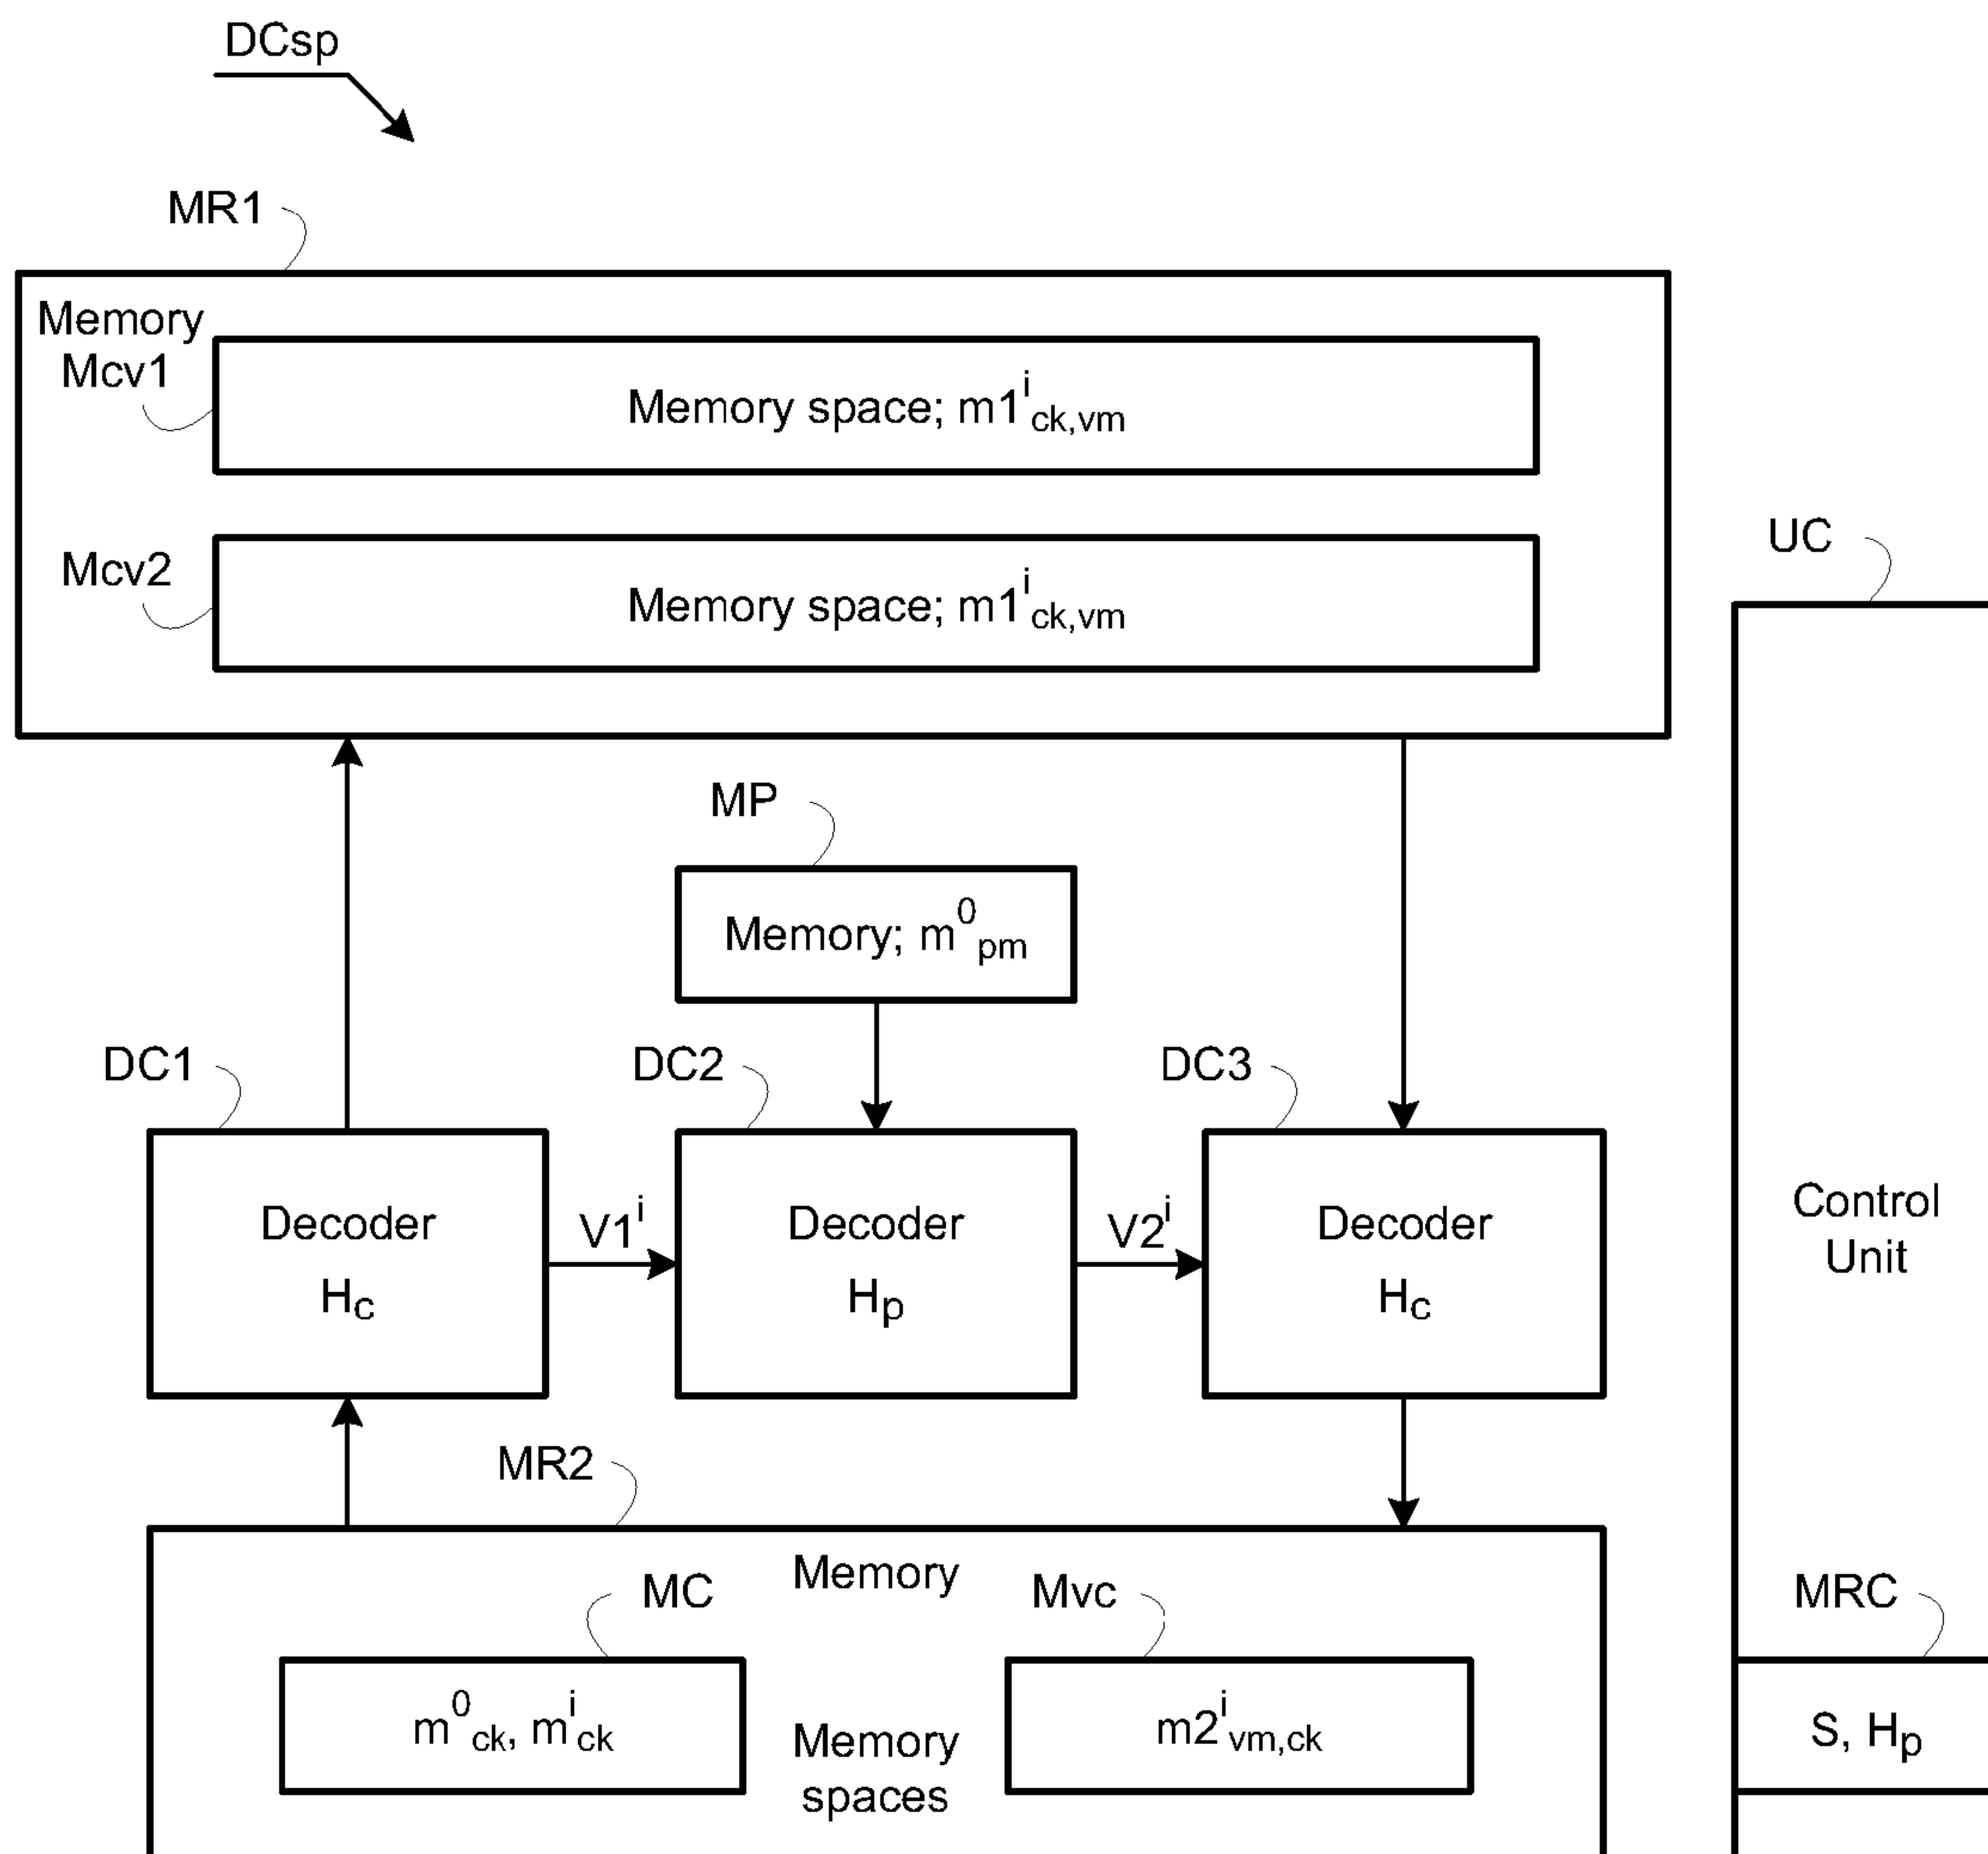 DCsp
MR1
Memory
Mcv1
Memory space; m1^i_ck,vm
Mcv2
Memory space; m1^i_ck,vm
UC
MP
Memory; m^0_pm
DC1
DC2
DC3
Decoder
H_c
V1^i
Decoder
H_p
V2^i
Decoder
H_c
Control
Unit
MR2
Memory
MC
Mvc
MRC
m^0_ck, m^i_ck
Memory
spaces
m2^i_vm,ck
S, H_p